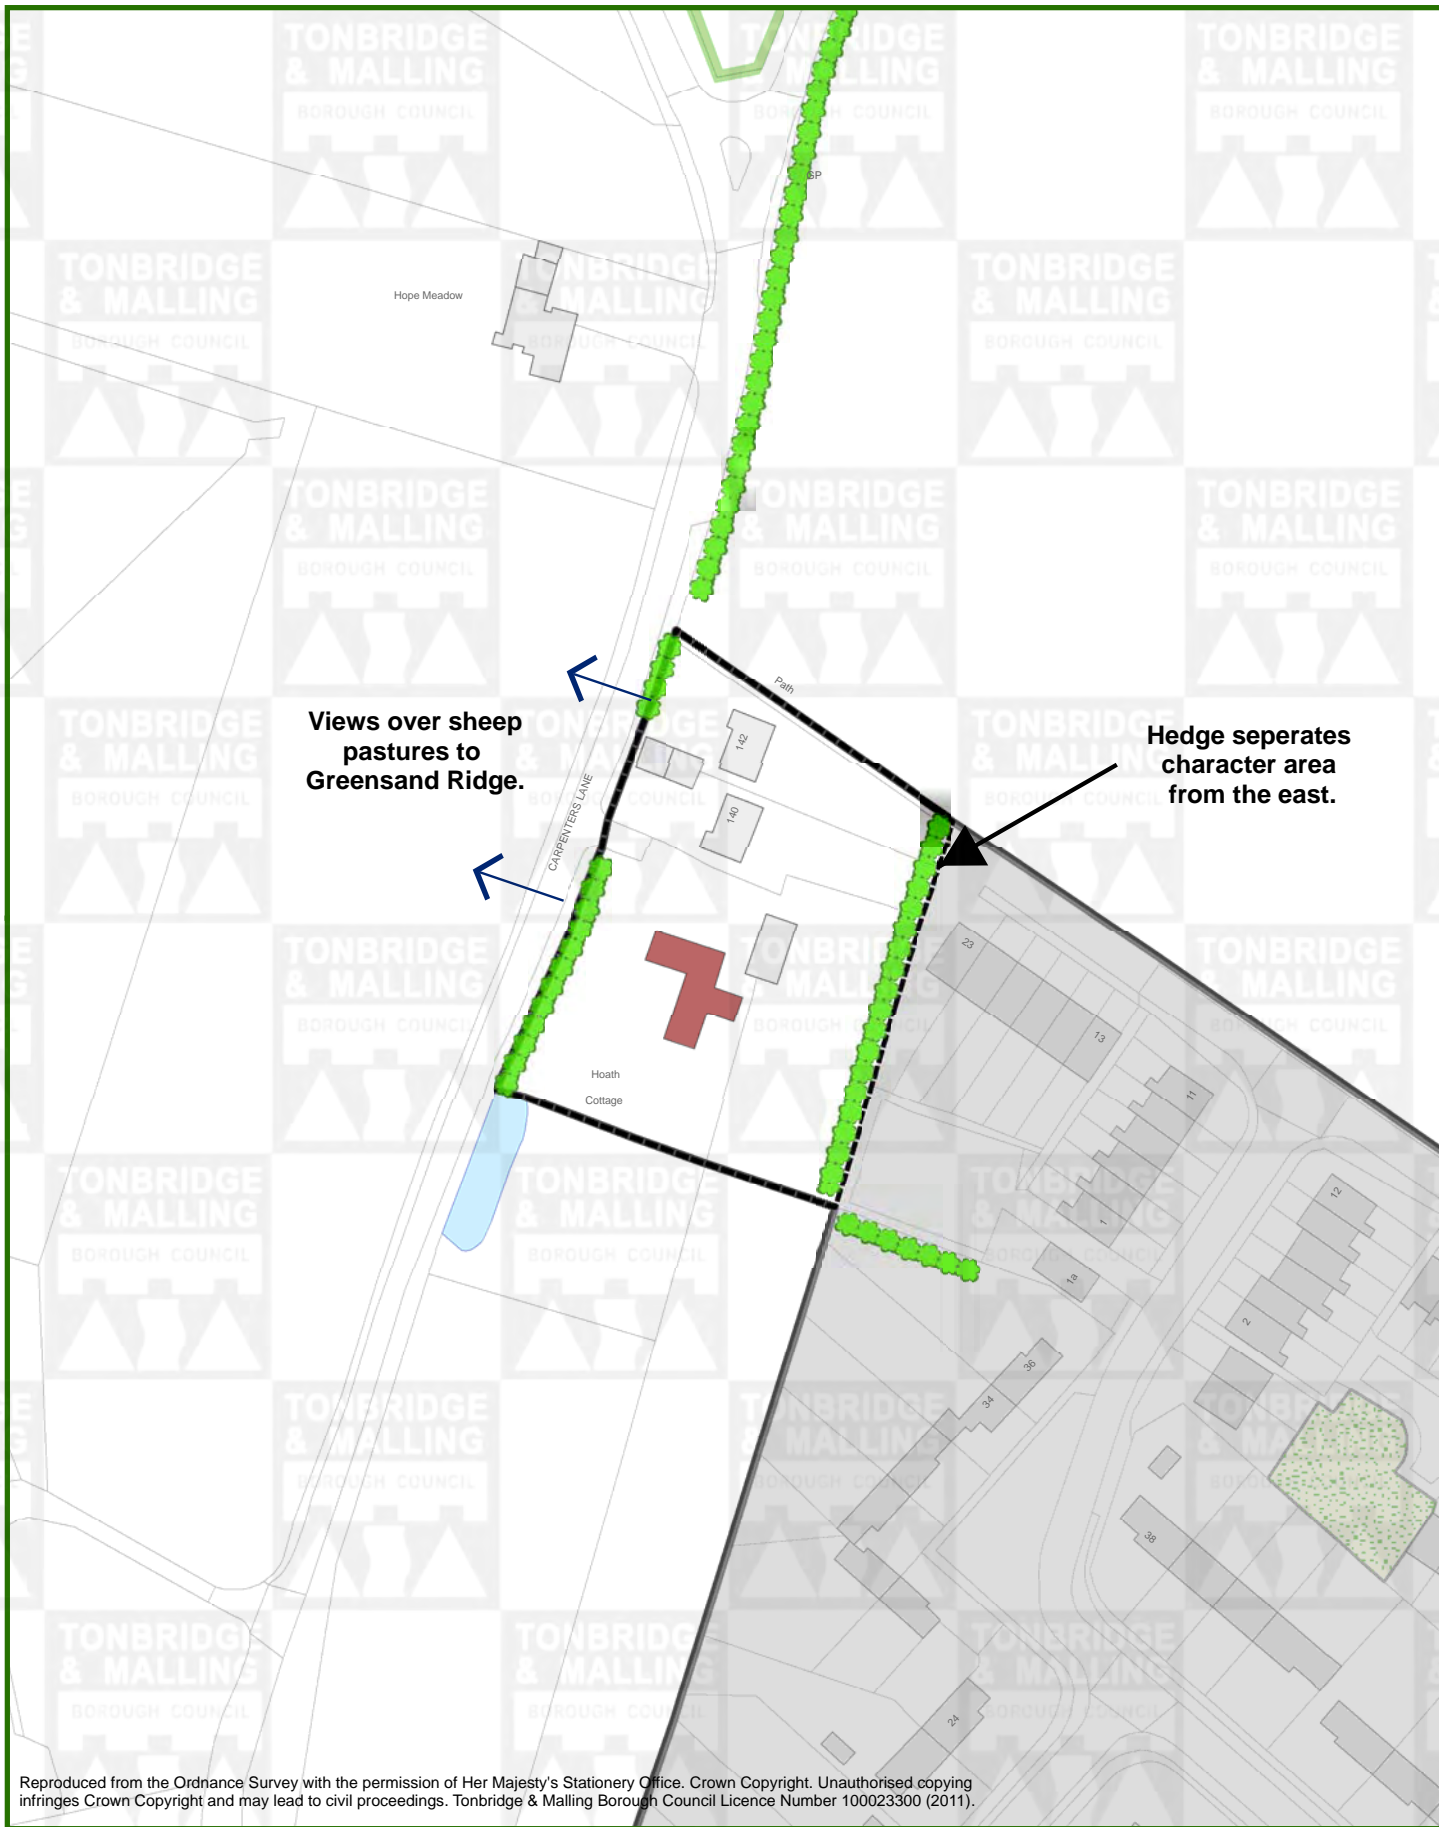 TONBRIDGE
& MALLING
BOROUGH COUNCIL
GP
Hope Meadow
Path
Views over sheep
pastures to
Greensand Ridge.
142
Hedge seperates
character area
from the east.
CARPENTERS LANE
140
23
13
Hoath
Cottage
11
1
12
1a
2
36
34
38
24
Reproduced from the Ordnance Survey with the permission of Her Majesty's Stationery Office. Crown Copyright. Unauthorised copying
infringes Crown Copyright and may lead to civil proceedings. Tonbridge & Malling Borough Council Licence Number 100023300 (2011).